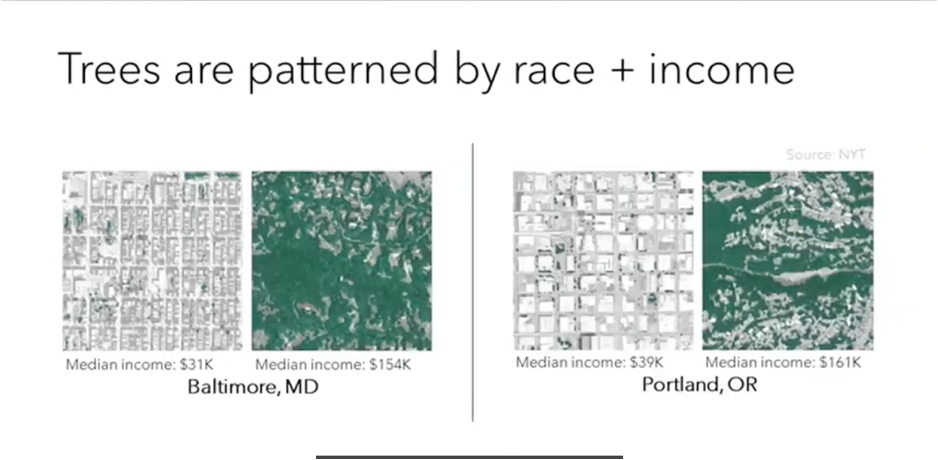 Trees are patterned by race + income
Source: NYT
Median income: $31K
Median income: $154K
Baltimore, MD
Median income: $39K
Median income: $161K
Portland, OR